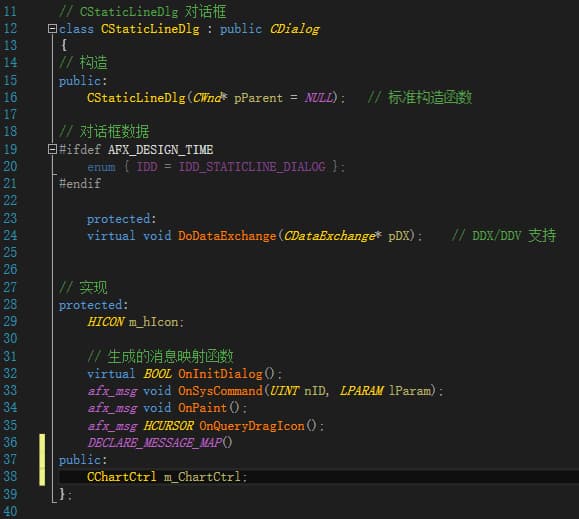 11 // CStaticLineDlg 对话框
12 class CStaticLineDlg : public CDialog
13 {
14 // 构造
15 public:
16 CStaticLineDlg(CWnd* pParent = NULL); // 标准构造函数
17
18 // 对话框数据
19 #ifdef AFX_DESIGN_TIME
20 enum { IDD = IDD_STATICLINE_DIALOG };
21 #endif
22
23 protected:
24 virtual void DoDataExchange(CDataExchange* pDX); // DDX/DDV 支持
25
26
27 // 实现
28 protected:
29 HICON m_hIcon;
30
31 // 生成的消息映射函数
32 virtual BOOL OnInitDialog();
33 afx_msg void OnSysCommand(UINT nID, LPARAM lParam);
34 afx_msg void OnPaint();
35 afx_msg HCURSOR OnQueryDragIcon();
36 DECLARE_MESSAGE_MAP()
37 public:
38 CChartCtrl m_ChartCtrl;
39 };
40